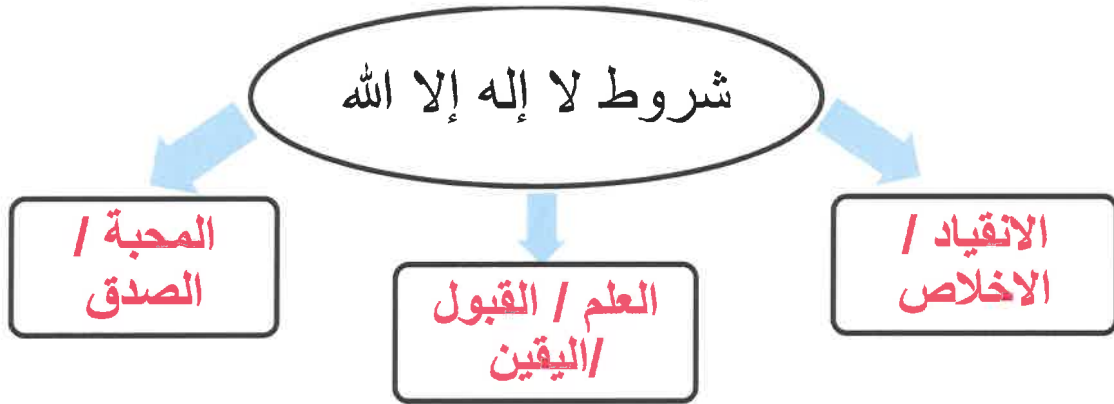 شروط لا إله إلا الله
الانقياد /
الاخلاص
العلم / القبول
/اليقين
المحبة /
الصدق